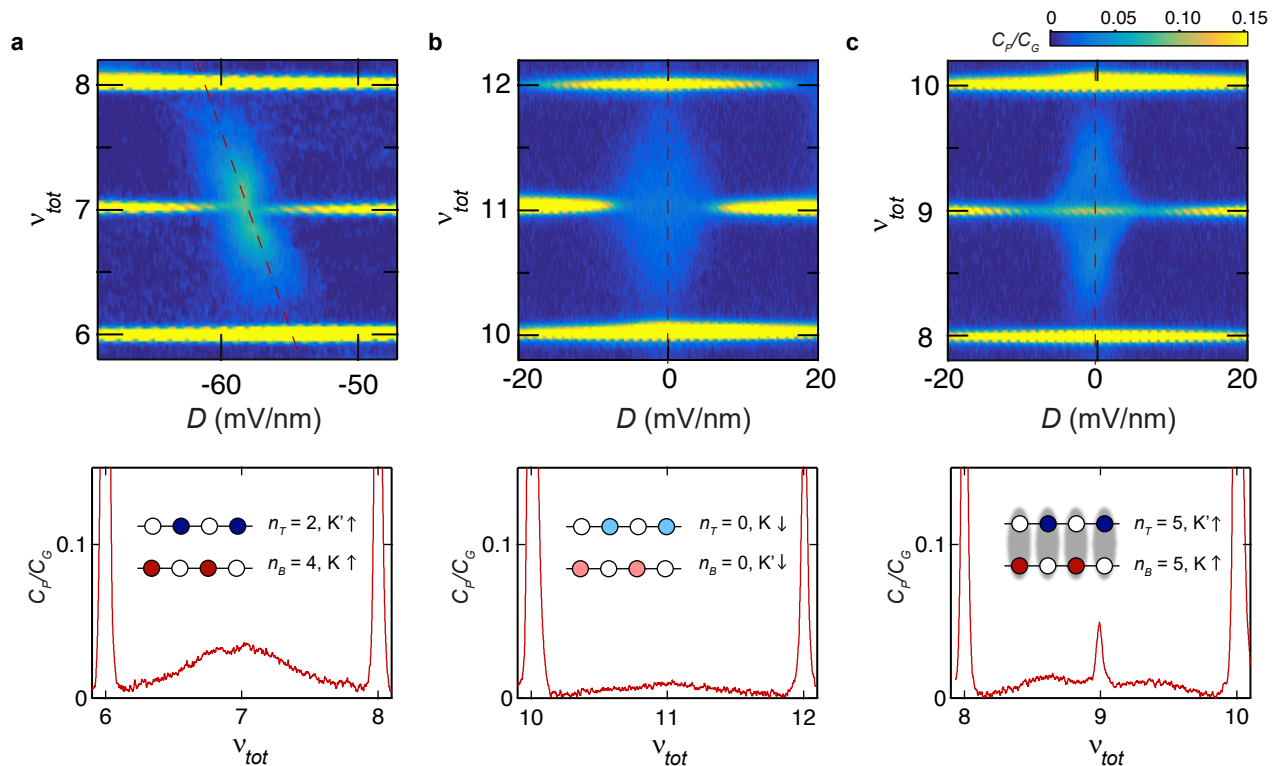 a
b
c
C_P/C_G
0 0.05 0.10 0.15
ν_tot
8
7
6
-60 -50
D (mV/nm)
ν_tot
12
11
10
-20 0 20
D (mV/nm)
ν_tot
10
9
8
-20 0 20
D (mV/nm)
C_P/C_G
0.1
0
n_T = 2, K'↑
n_B = 4, K ↑
6 7 8
ν_tot
C_P/C_G
0.1
0
n_T = 0, K ↓
n_B = 0, K'↓
10 11 12
ν_tot
C_P/C_G
0.1
0
n_T = 5, K'↑
n_B = 5, K ↑
8 9 10
ν_tot